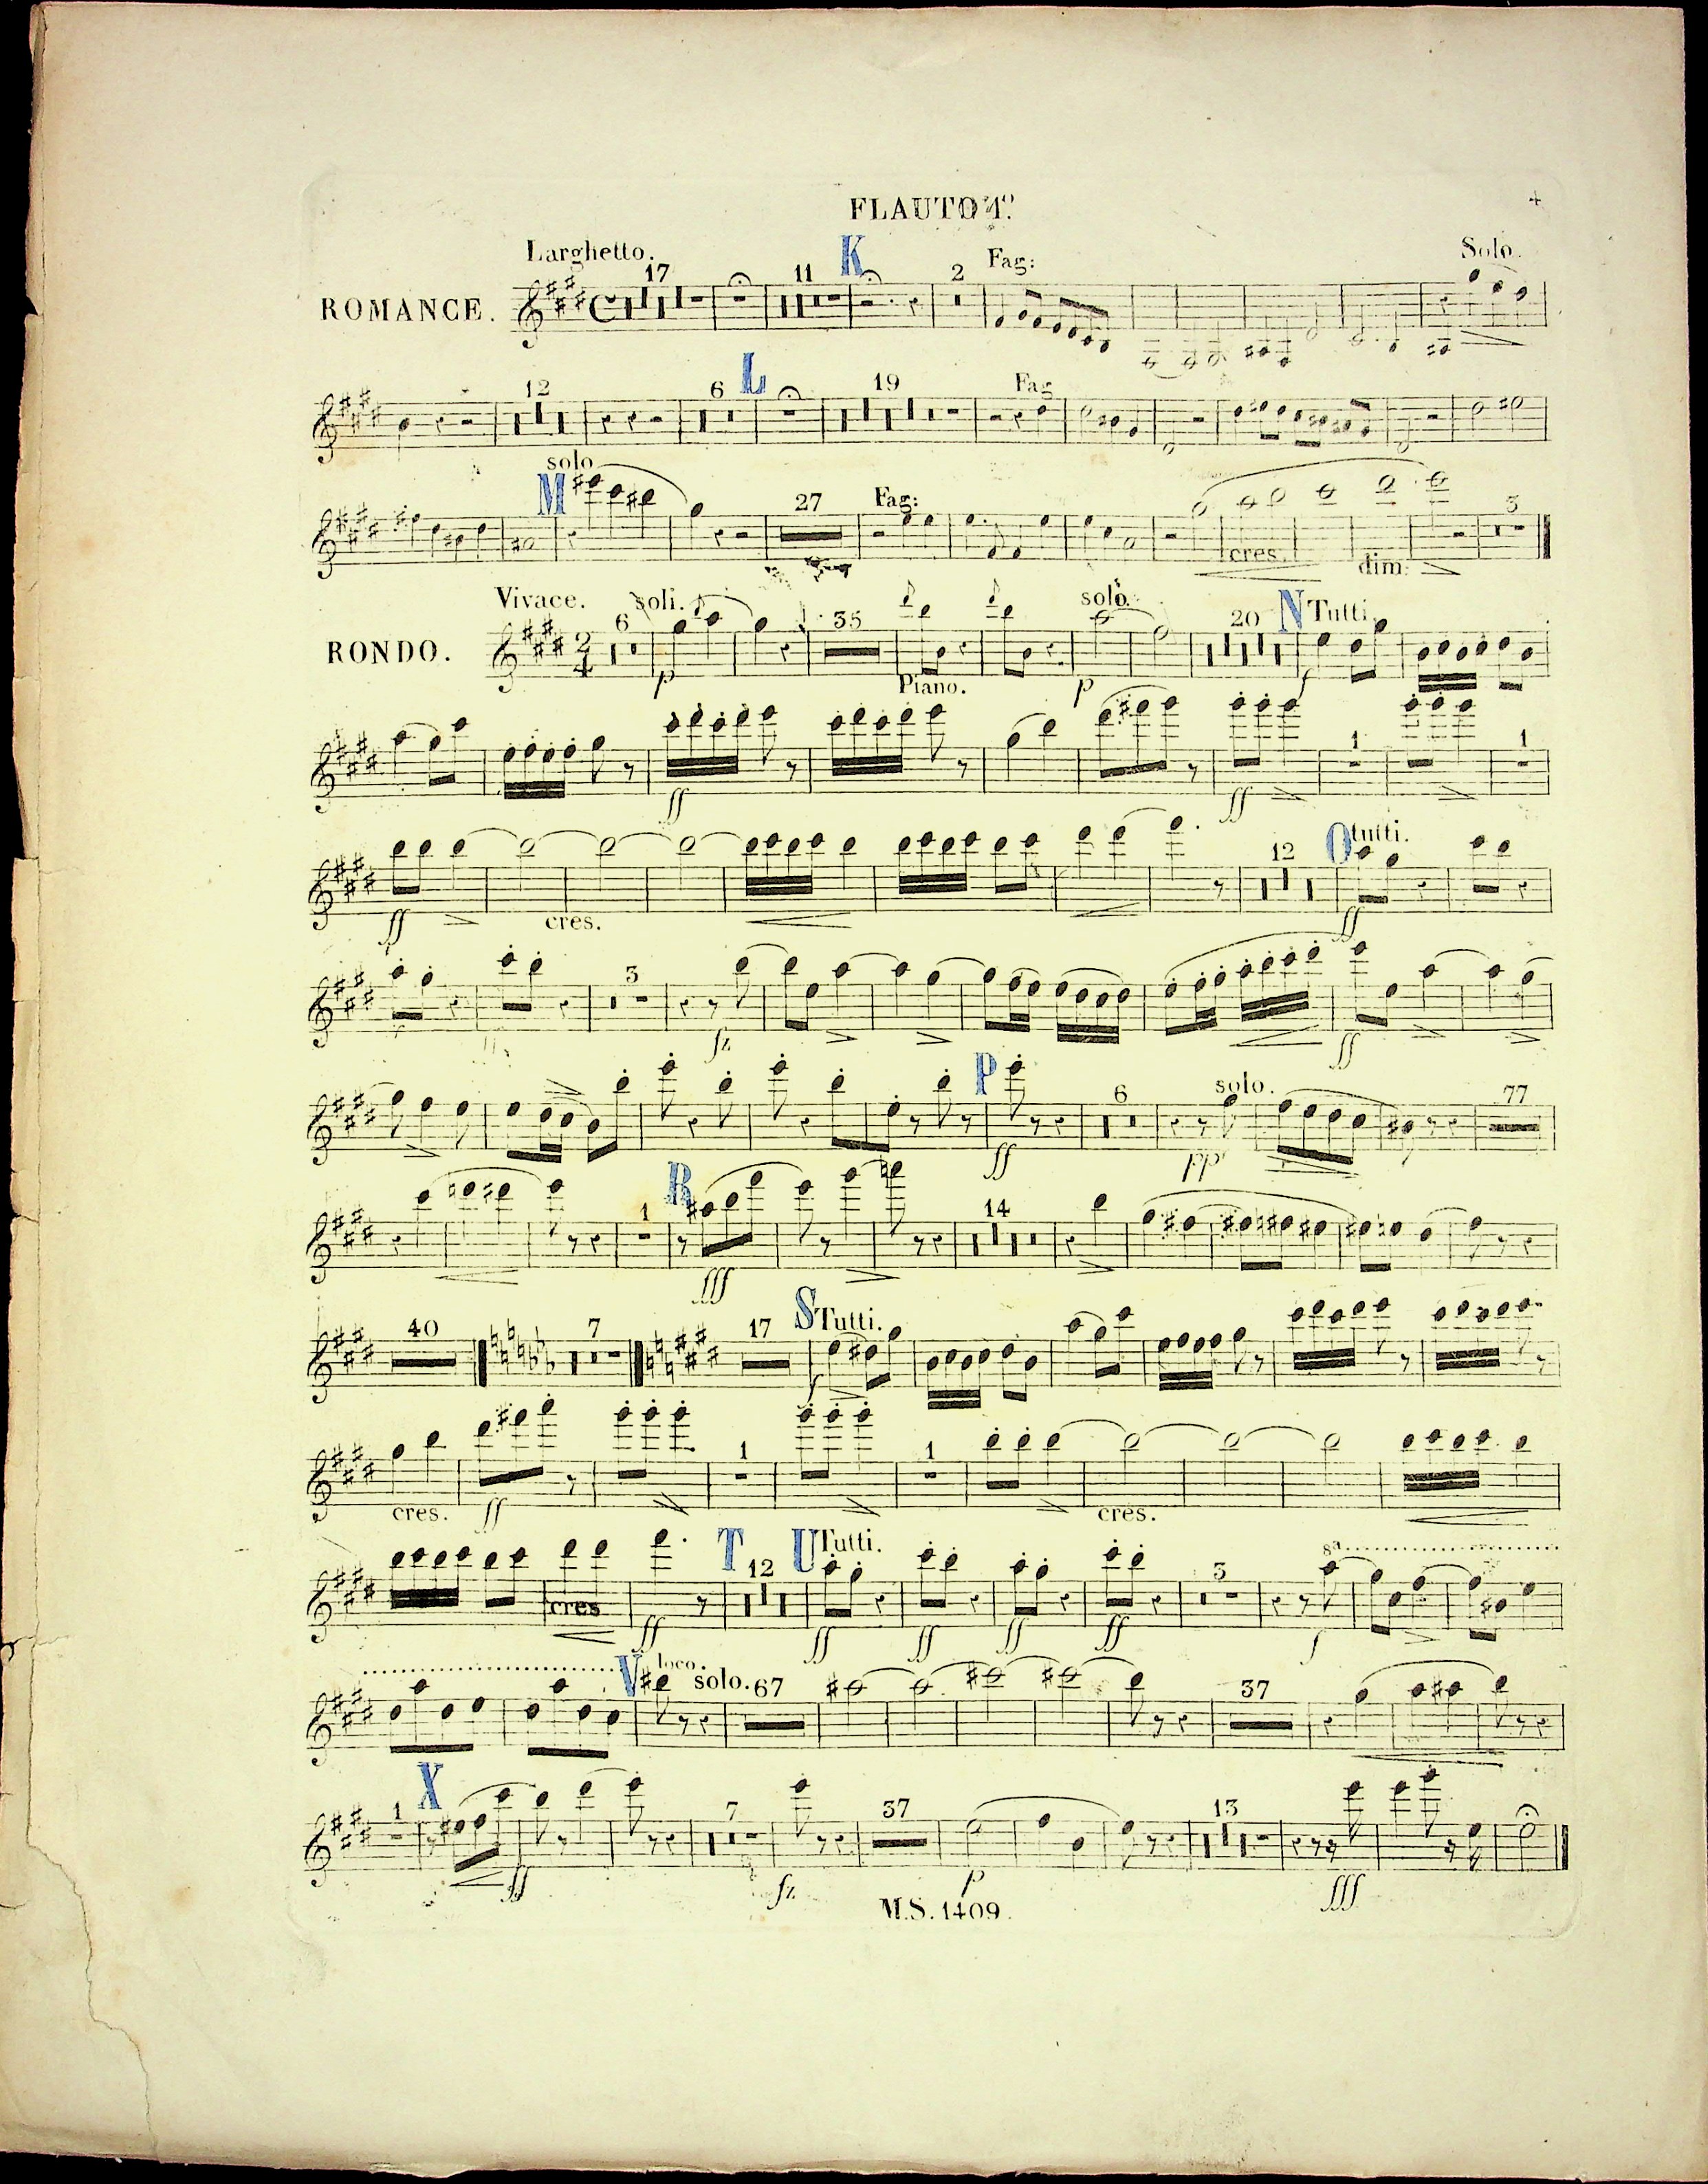 FLAUTO 1º.
4
Larghetto. 17 11 K 2 Fag: Solo.
ROMANCE.
12 6 L 19 Fag
solo M 27 Fag: cres. dim: 3
Vivace. 6 soli. 35 solo. 20 N Tutti
RONDO.
p Piano. p f
1 1
ff ff
12 O tutti.
ff cres. ff
3
fz ff
P 6 solo. 77
ff pp
1 R 14
fff
40 7 17 S Tutti.
f
1 1
cres. ff cres.
T 12 U Tutti. 3 8a
cres ff ff ff ff ff f
V loco. solo. 67 37
1 X 7 37 13
ff fz p fff
M.S. 1409.